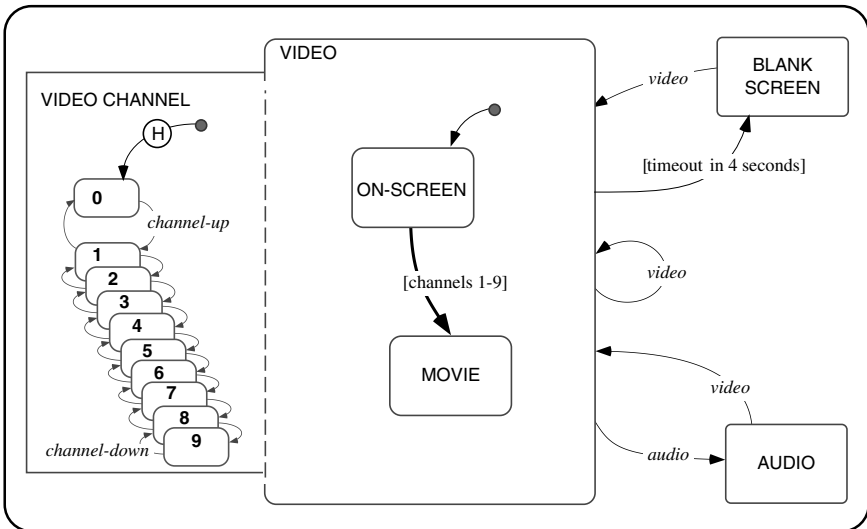 VIDEO CHANNEL
H
0
channel-up
1
2
3
4
5
6
7
8
9
channel-down
VIDEO
ON-SCREEN
[channels 1-9]
MOVIE
BLANK
SCREEN
video
[timeout in 4 seconds]
video
video
audio
AUDIO